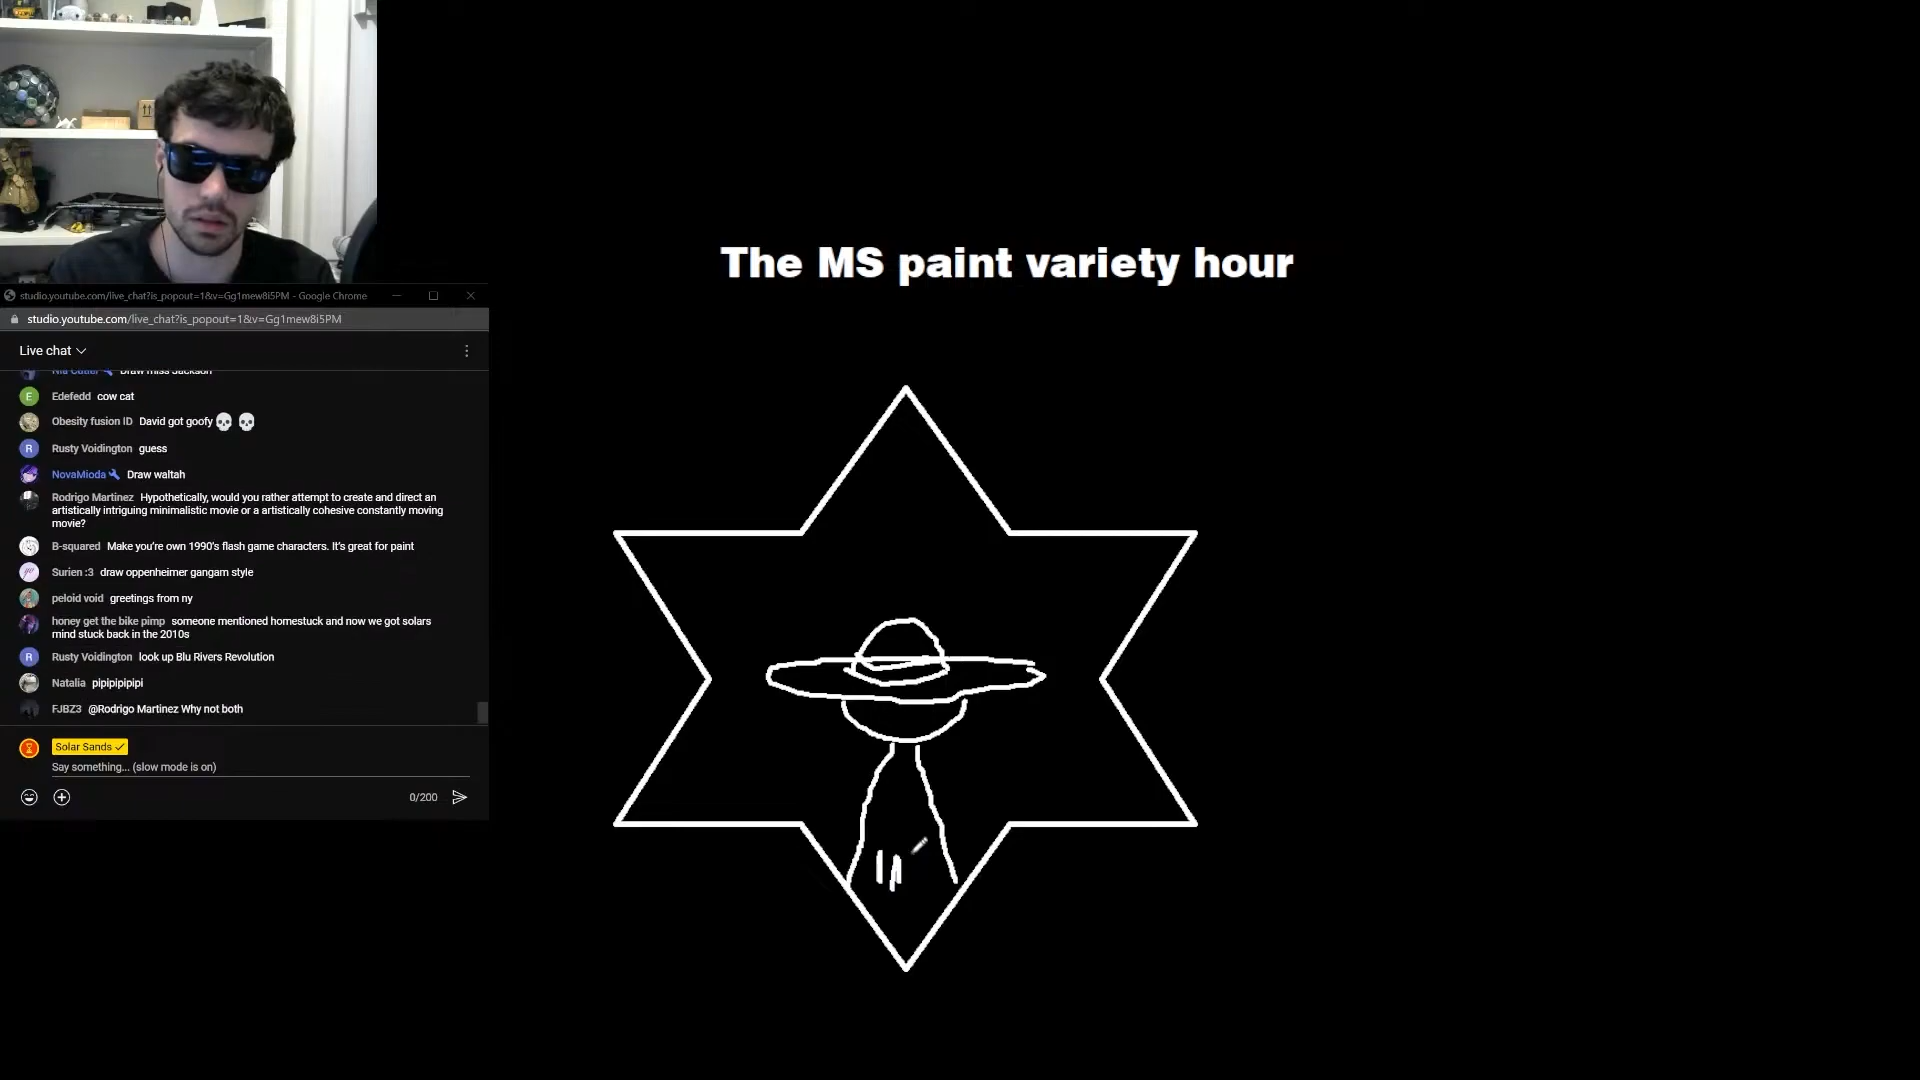 The MS paint variety hour
studio.youtube.com/live_chat?is_popout=1&v=Gg1mew8i5PM - Google Chrome
studio.youtube.com/live_chat?is_popout=1&v=Gg1mew8i5PM
Live chat
Nia Cutler Draw miss Jackson
E Edefedd cow cat
Obesity fusion ID David got goofy
R Rusty Voidington guess
NovaMioda Draw waltah
Rodrigo Martinez Hypothetically, would you rather attempt to create and direct an
artistically intriguing minimalistic movie or a artistically cohesive constantly moving
movie?
B-squared Make you're own 1990's flash game characters. It's great for paint
Surien :3 draw oppenheimer gangam style
peloid void greetings from ny
honey get the bike pimp someone mentioned homestuck and now we got solars
mind stuck back in the 2010s
R Rusty Voidington look up Blu Rivers Revolution
Natalia pipipipipi
FJBZ3 @Rodrigo Martinez Why not both
Solar Sands
Say something... (slow mode is on)
0/200